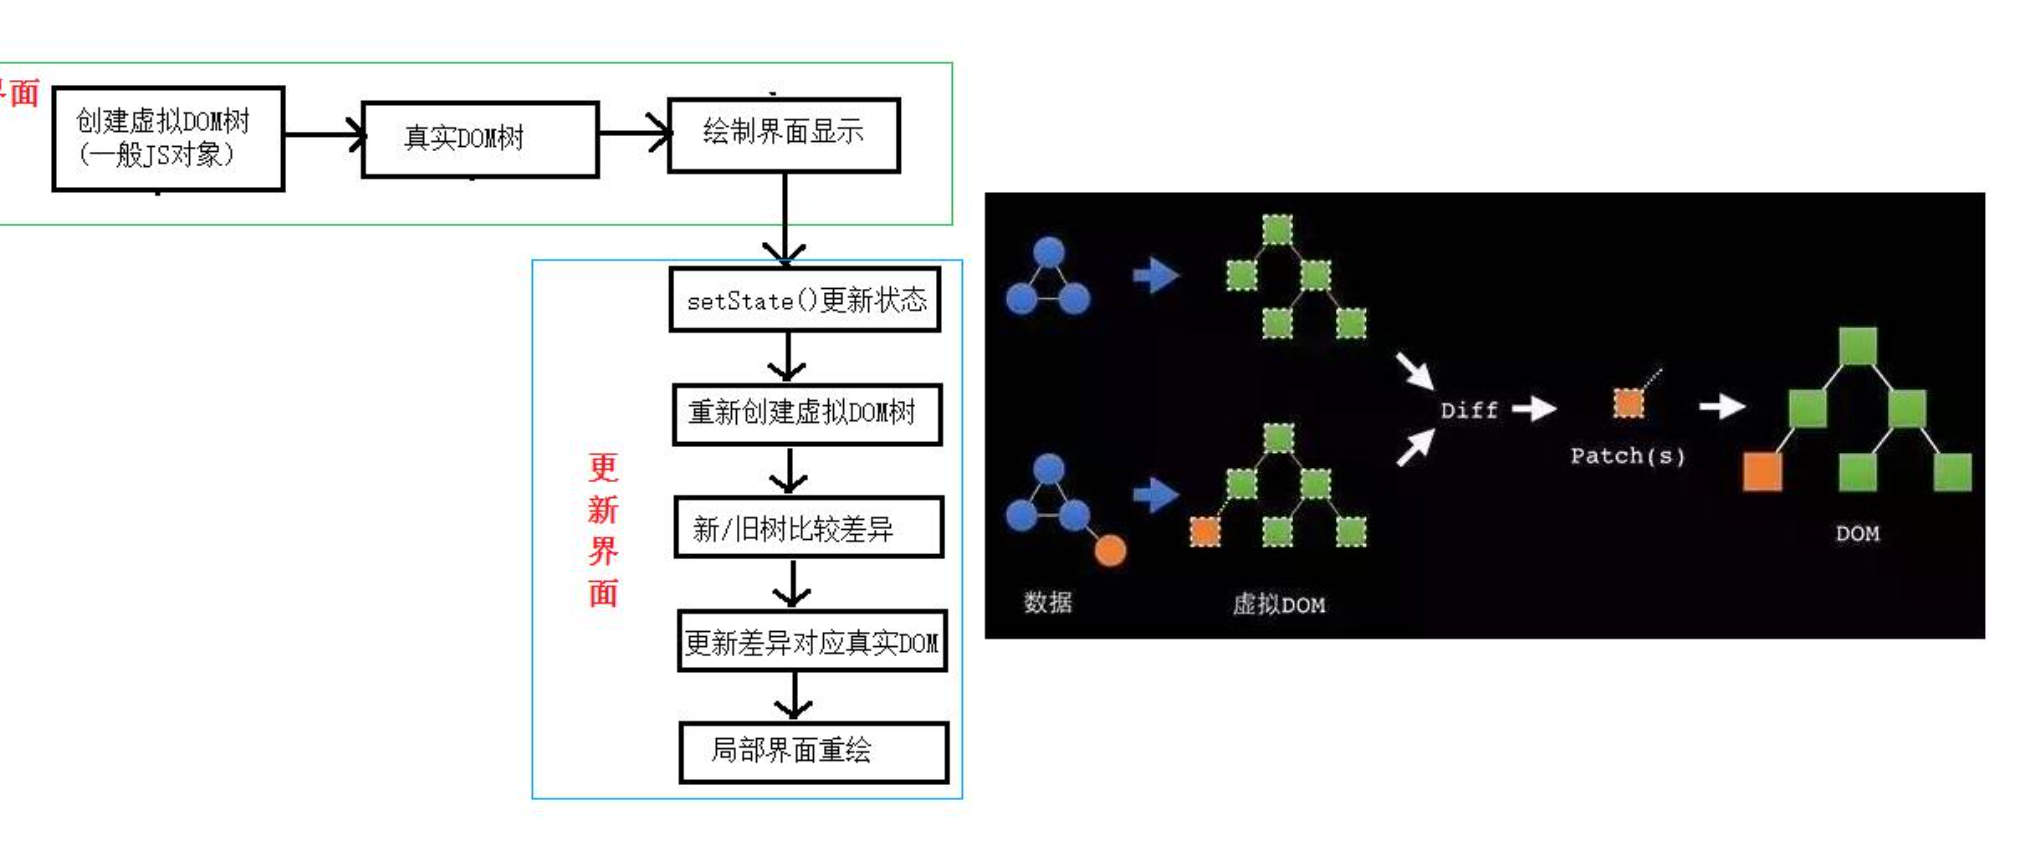 界面
创建虚拟DOM树
(一般JS对象)
真实DOM树
绘制界面显示
setState()更新状态
重新创建虚拟DOM树
新/旧树比较差异
更新差异对应真实DOM
局部界面重绘
更
新
界
面
Diff
Patch(s)
DOM
数据
虚拟DOM